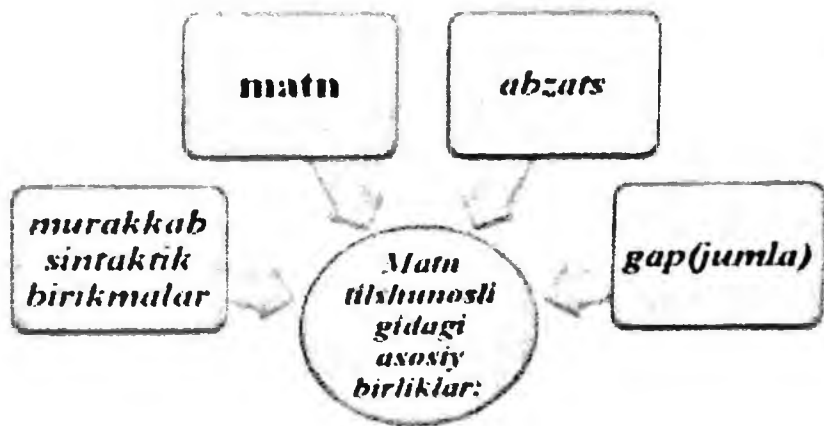 matn
abzats
murakkab
sintaktik
birikmalar
gap(jumla)
Matn
tilshunosli
gidagi
asosiy
birliklar: